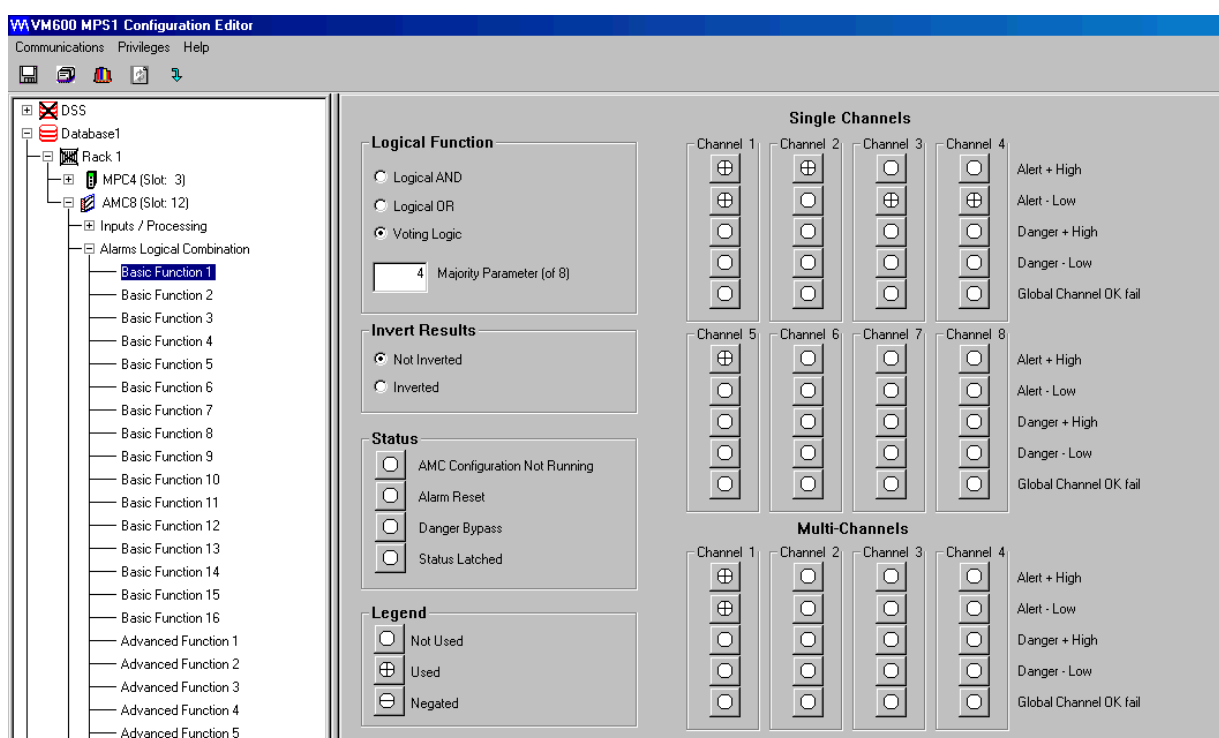 VM600 MPS1 Configuration Editor
Communications Privileges Help
DSS
Database1
Rack 1
MPC4 (Slot: 3)
AMC8 (Slot: 12)
Inputs / Processing
Alarms Logical Combination
Basic Function 1
Basic Function 2
Basic Function 3
Basic Function 4
Basic Function 5
Basic Function 6
Basic Function 7
Basic Function 8
Basic Function 9
Basic Function 10
Basic Function 11
Basic Function 12
Basic Function 13
Basic Function 14
Basic Function 15
Basic Function 16
Advanced Function 1
Advanced Function 2
Advanced Function 3
Advanced Function 4
Advanced Function 5
Logical Function
Logical AND
Logical OR
Voting Logic
4 Majority Parameter (of 8)
Invert Results
Not Inverted
Inverted
Status
AMC Configuration Not Running
Alarm Reset
Danger Bypass
Status Latched
Legend
Not Used
Used
Negated
Single Channels
Channel 1 Channel 2 Channel 3 Channel 4
Alert + High
Alert - Low
Danger + High
Danger - Low
Global Channel OK fail
Channel 5 Channel 6 Channel 7 Channel 8
Alert + High
Alert - Low
Danger + High
Danger - Low
Global Channel OK fail
Multi-Channels
Channel 1 Channel 2 Channel 3 Channel 4
Alert + High
Alert - Low
Danger + High
Danger - Low
Global Channel OK fail